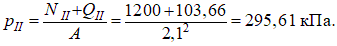 p_II = (N_II+Q_II)/A = (1200+103,66)/2,1² = 295,61 кПа.